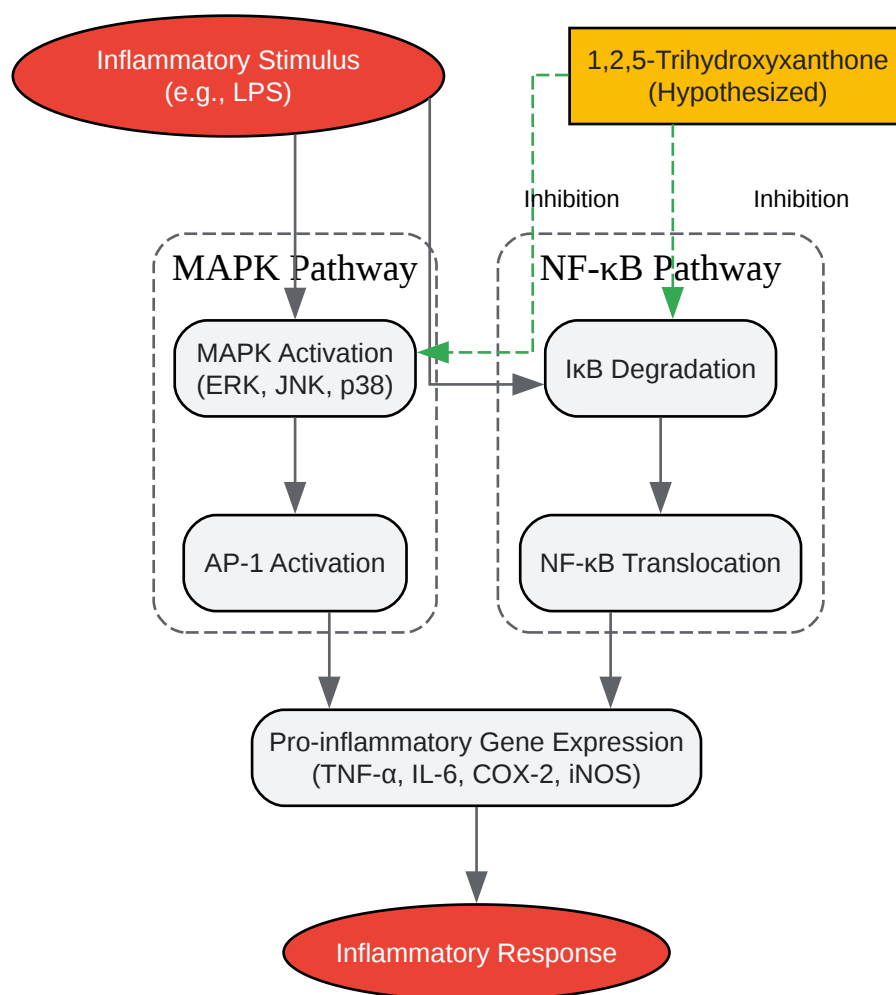 Inflammatory Stimulus
(e.g., LPS)
1,2,5-Trihydroxyxanthone
(Hypothesized)
Inhibition
Inhibition
MAPK Pathway
NF-κB Pathway
MAPK Activation
(ERK, JNK, p38)
IκB Degradation
AP-1 Activation
NF-κB Translocation
Pro-inflammatory Gene Expression
(TNF-α, IL-6, COX-2, iNOS)
Inflammatory Response